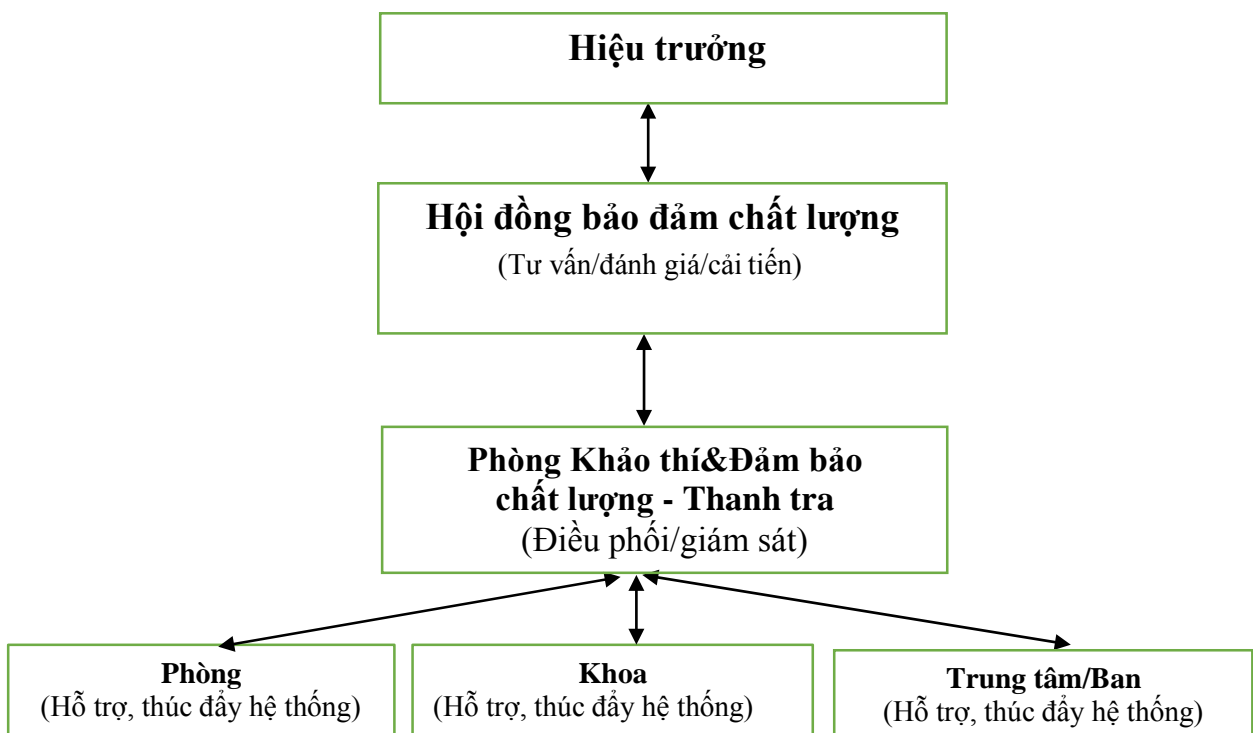 Hiệu trưởng
Hội đồng bảo đảm chất lượng
(Tư vấn/đánh giá/cải tiến)
Phòng Khảo thí&Đảm bảo
chất lượng - Thanh tra
(Điều phối/giám sát)
Phòng
(Hỗ trợ, thúc đẩy hệ thống)
Khoa
(Hỗ trợ, thúc đẩy hệ thống)
Trung tâm/Ban
(Hỗ trợ, thúc đẩy hệ thống)